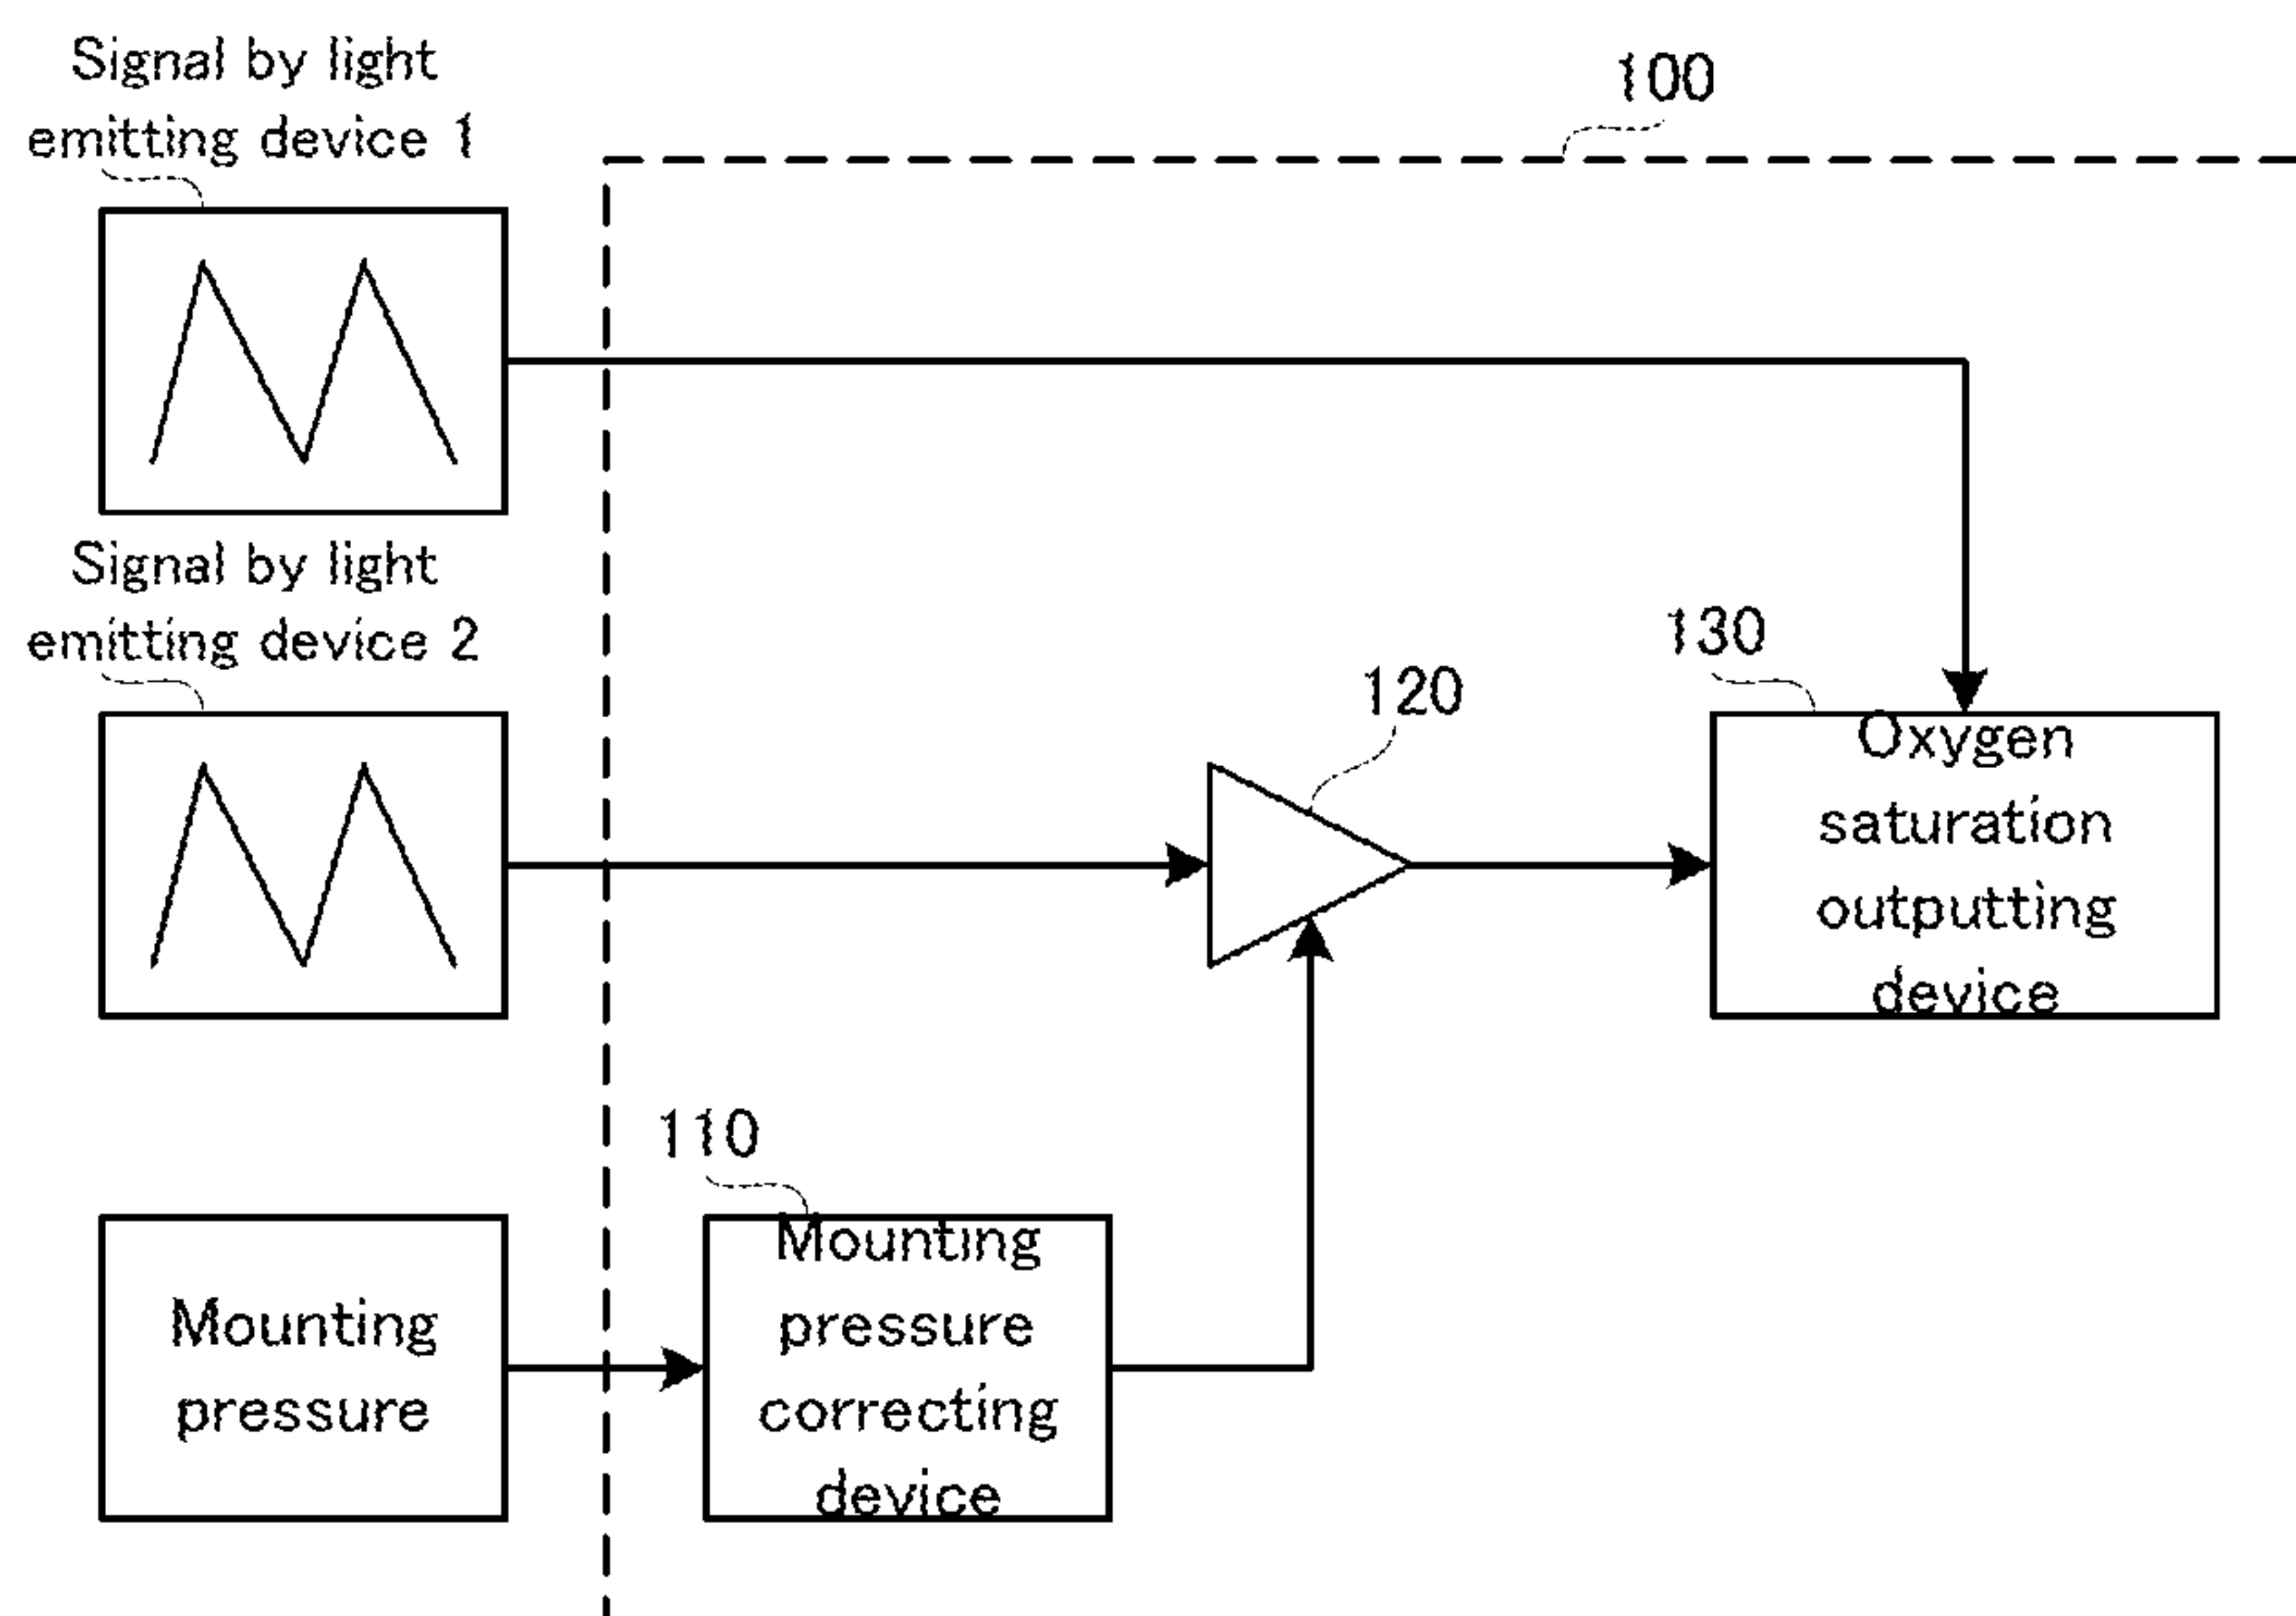 Signal by light
emitting device 1
100
Signal by light
emitting device 2
130
120
Oxygen
saturation
outputting
device
110
Mounting
pressure
Mounting
pressure
correcting
device